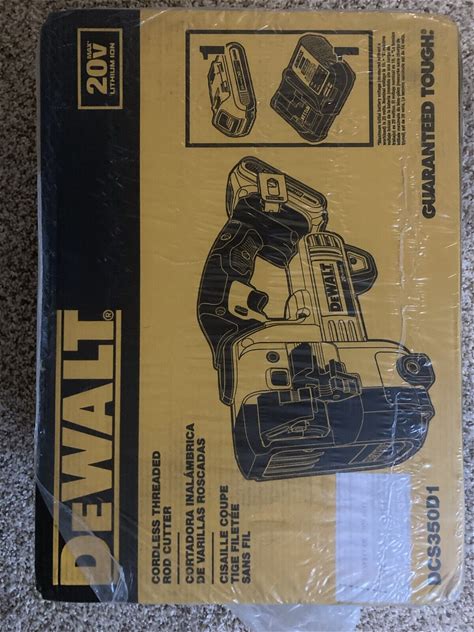 20V
MAX*
LITHIUM ION
DEWALT
1
1
GUARANTEED TOUGH.
DEWALT
CORDLESS THREADED
ROD CUTTER
CORTADORA INALÁMBRICA
DE VARILLAS ROSCADAS
CISAILLE COUPE
TIGE FILETÉE
SANS FIL
DCS350D1